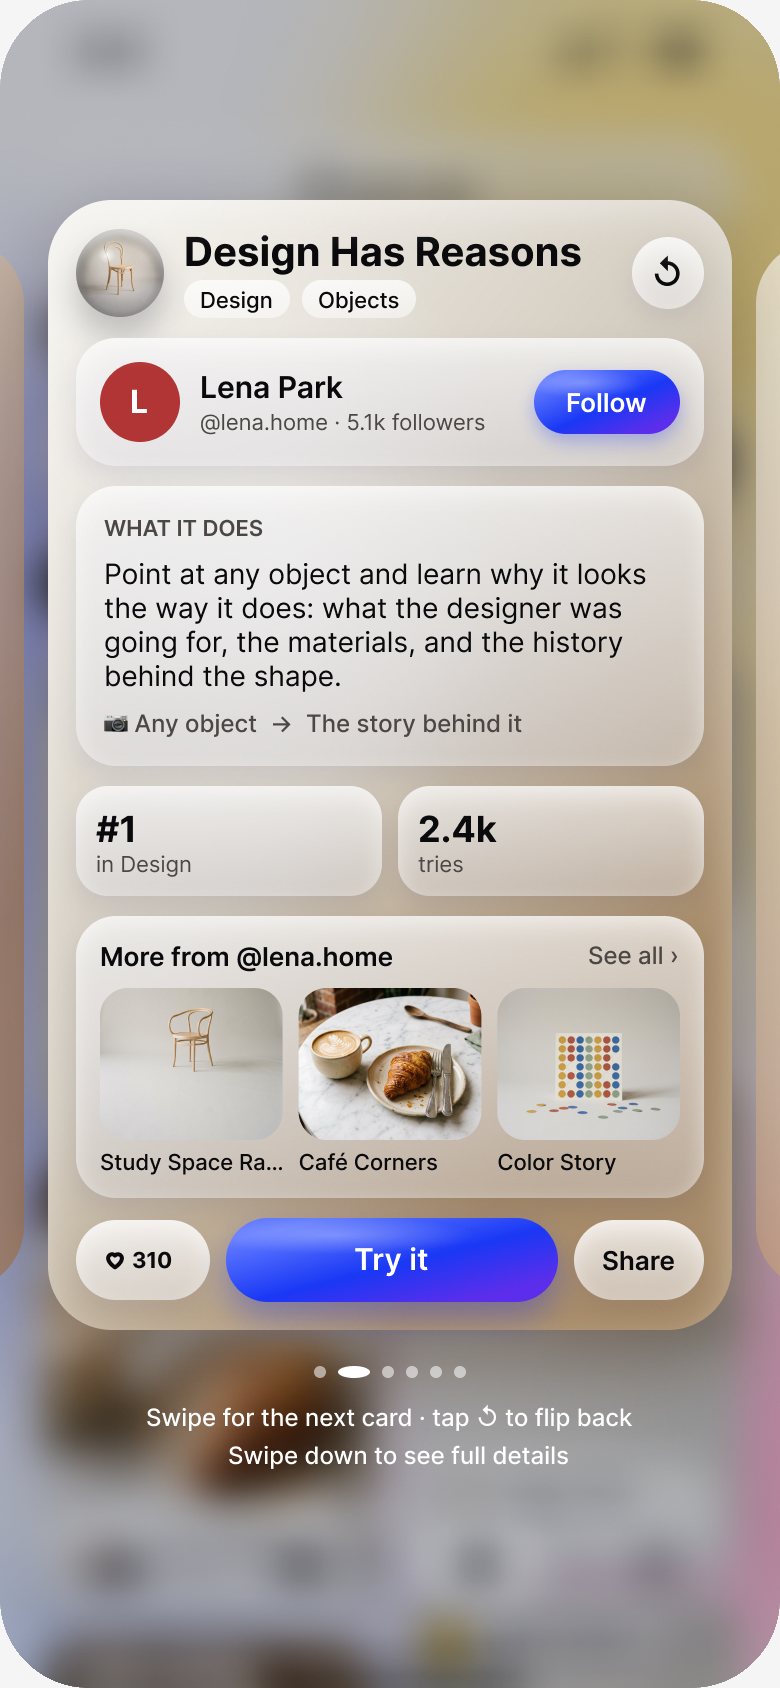 Design Has Reasons
Design
Objects
L
Lena Park
@lena.home · 5.1k followers
Follow
WHAT IT DOES
Point at any object and learn why it looks
the way it does: what the designer was
going for, the materials, and the history
behind the shape.
📷 Any object → The story behind it
#1
in Design
2.4k
tries
More from @lena.home
See all ›
Study Space Ra...
Café Corners
Color Story
♥ 310
Try it
Share
Swipe for the next card · tap ↺ to flip back
Swipe down to see full details